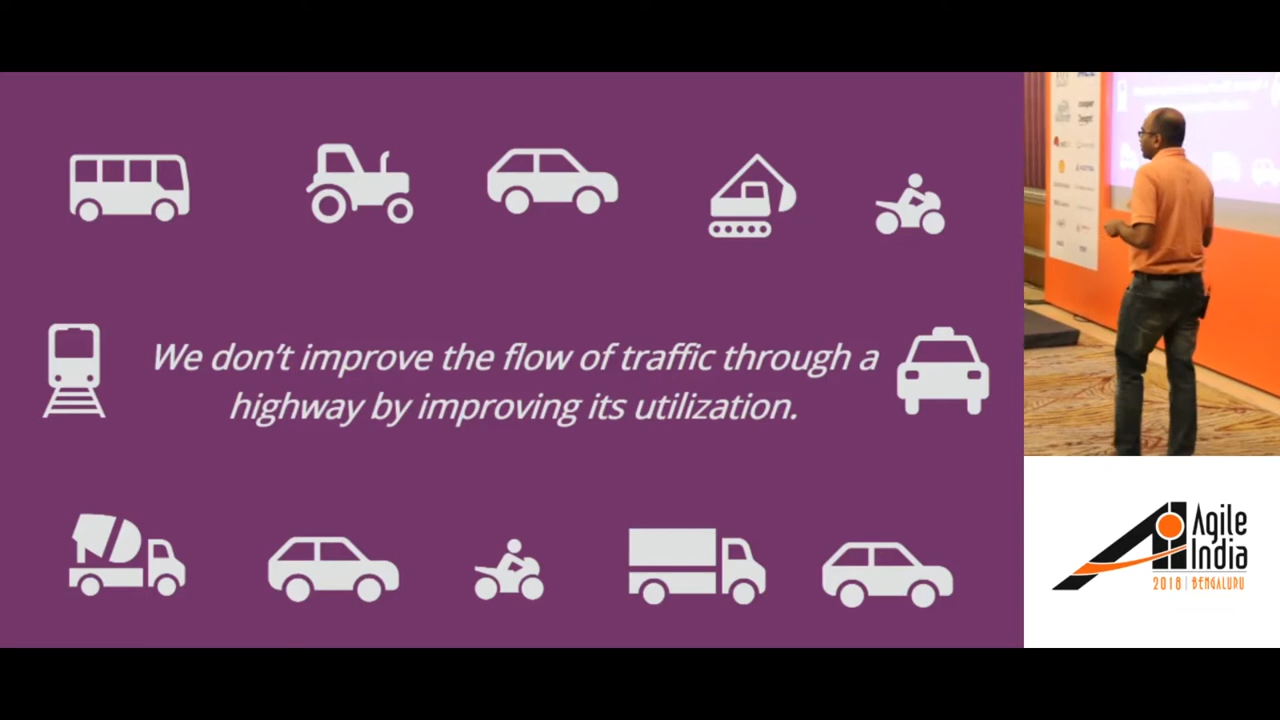 We don't improve the flow of traffic through a
highway by improving its utilization.
Agile
India
2018 | BENGALURU